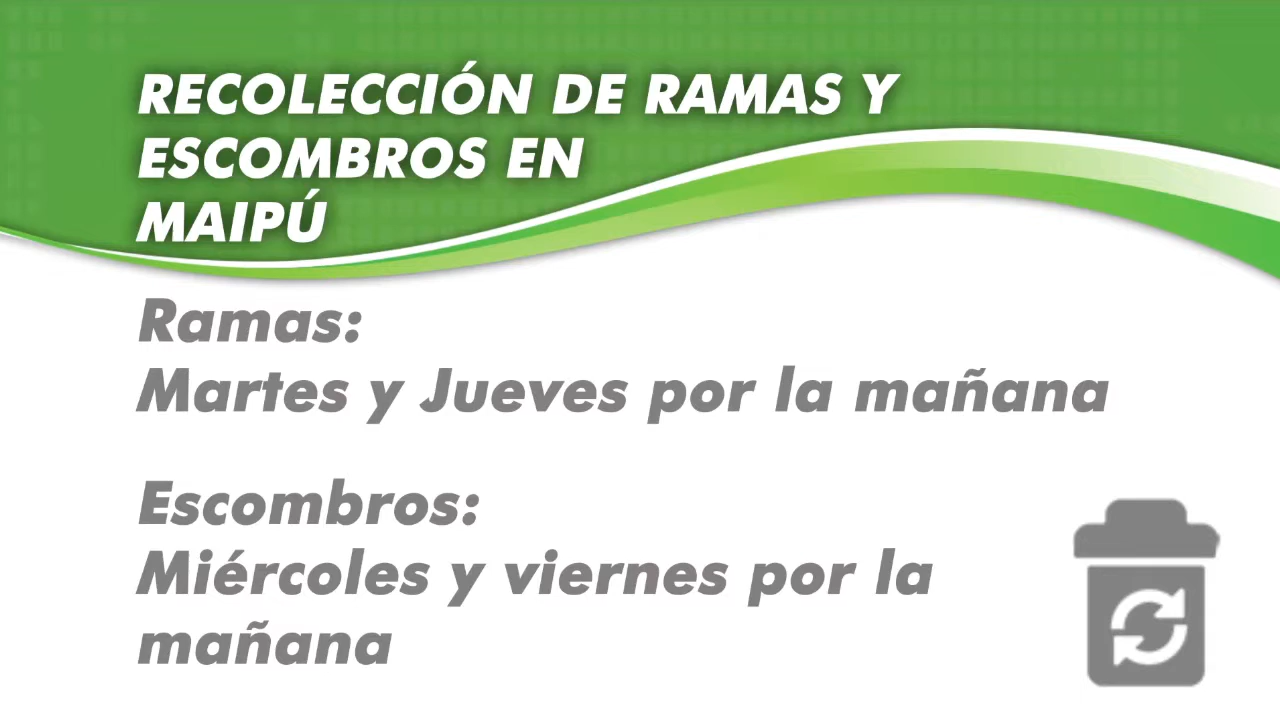 RECOLECCIÓN DE RAMAS Y
ESCOMBROS EN
MAIPÚ
Ramas:
Martes y Jueves por la mañana
Escombros:
Miércoles y viernes por la
mañana